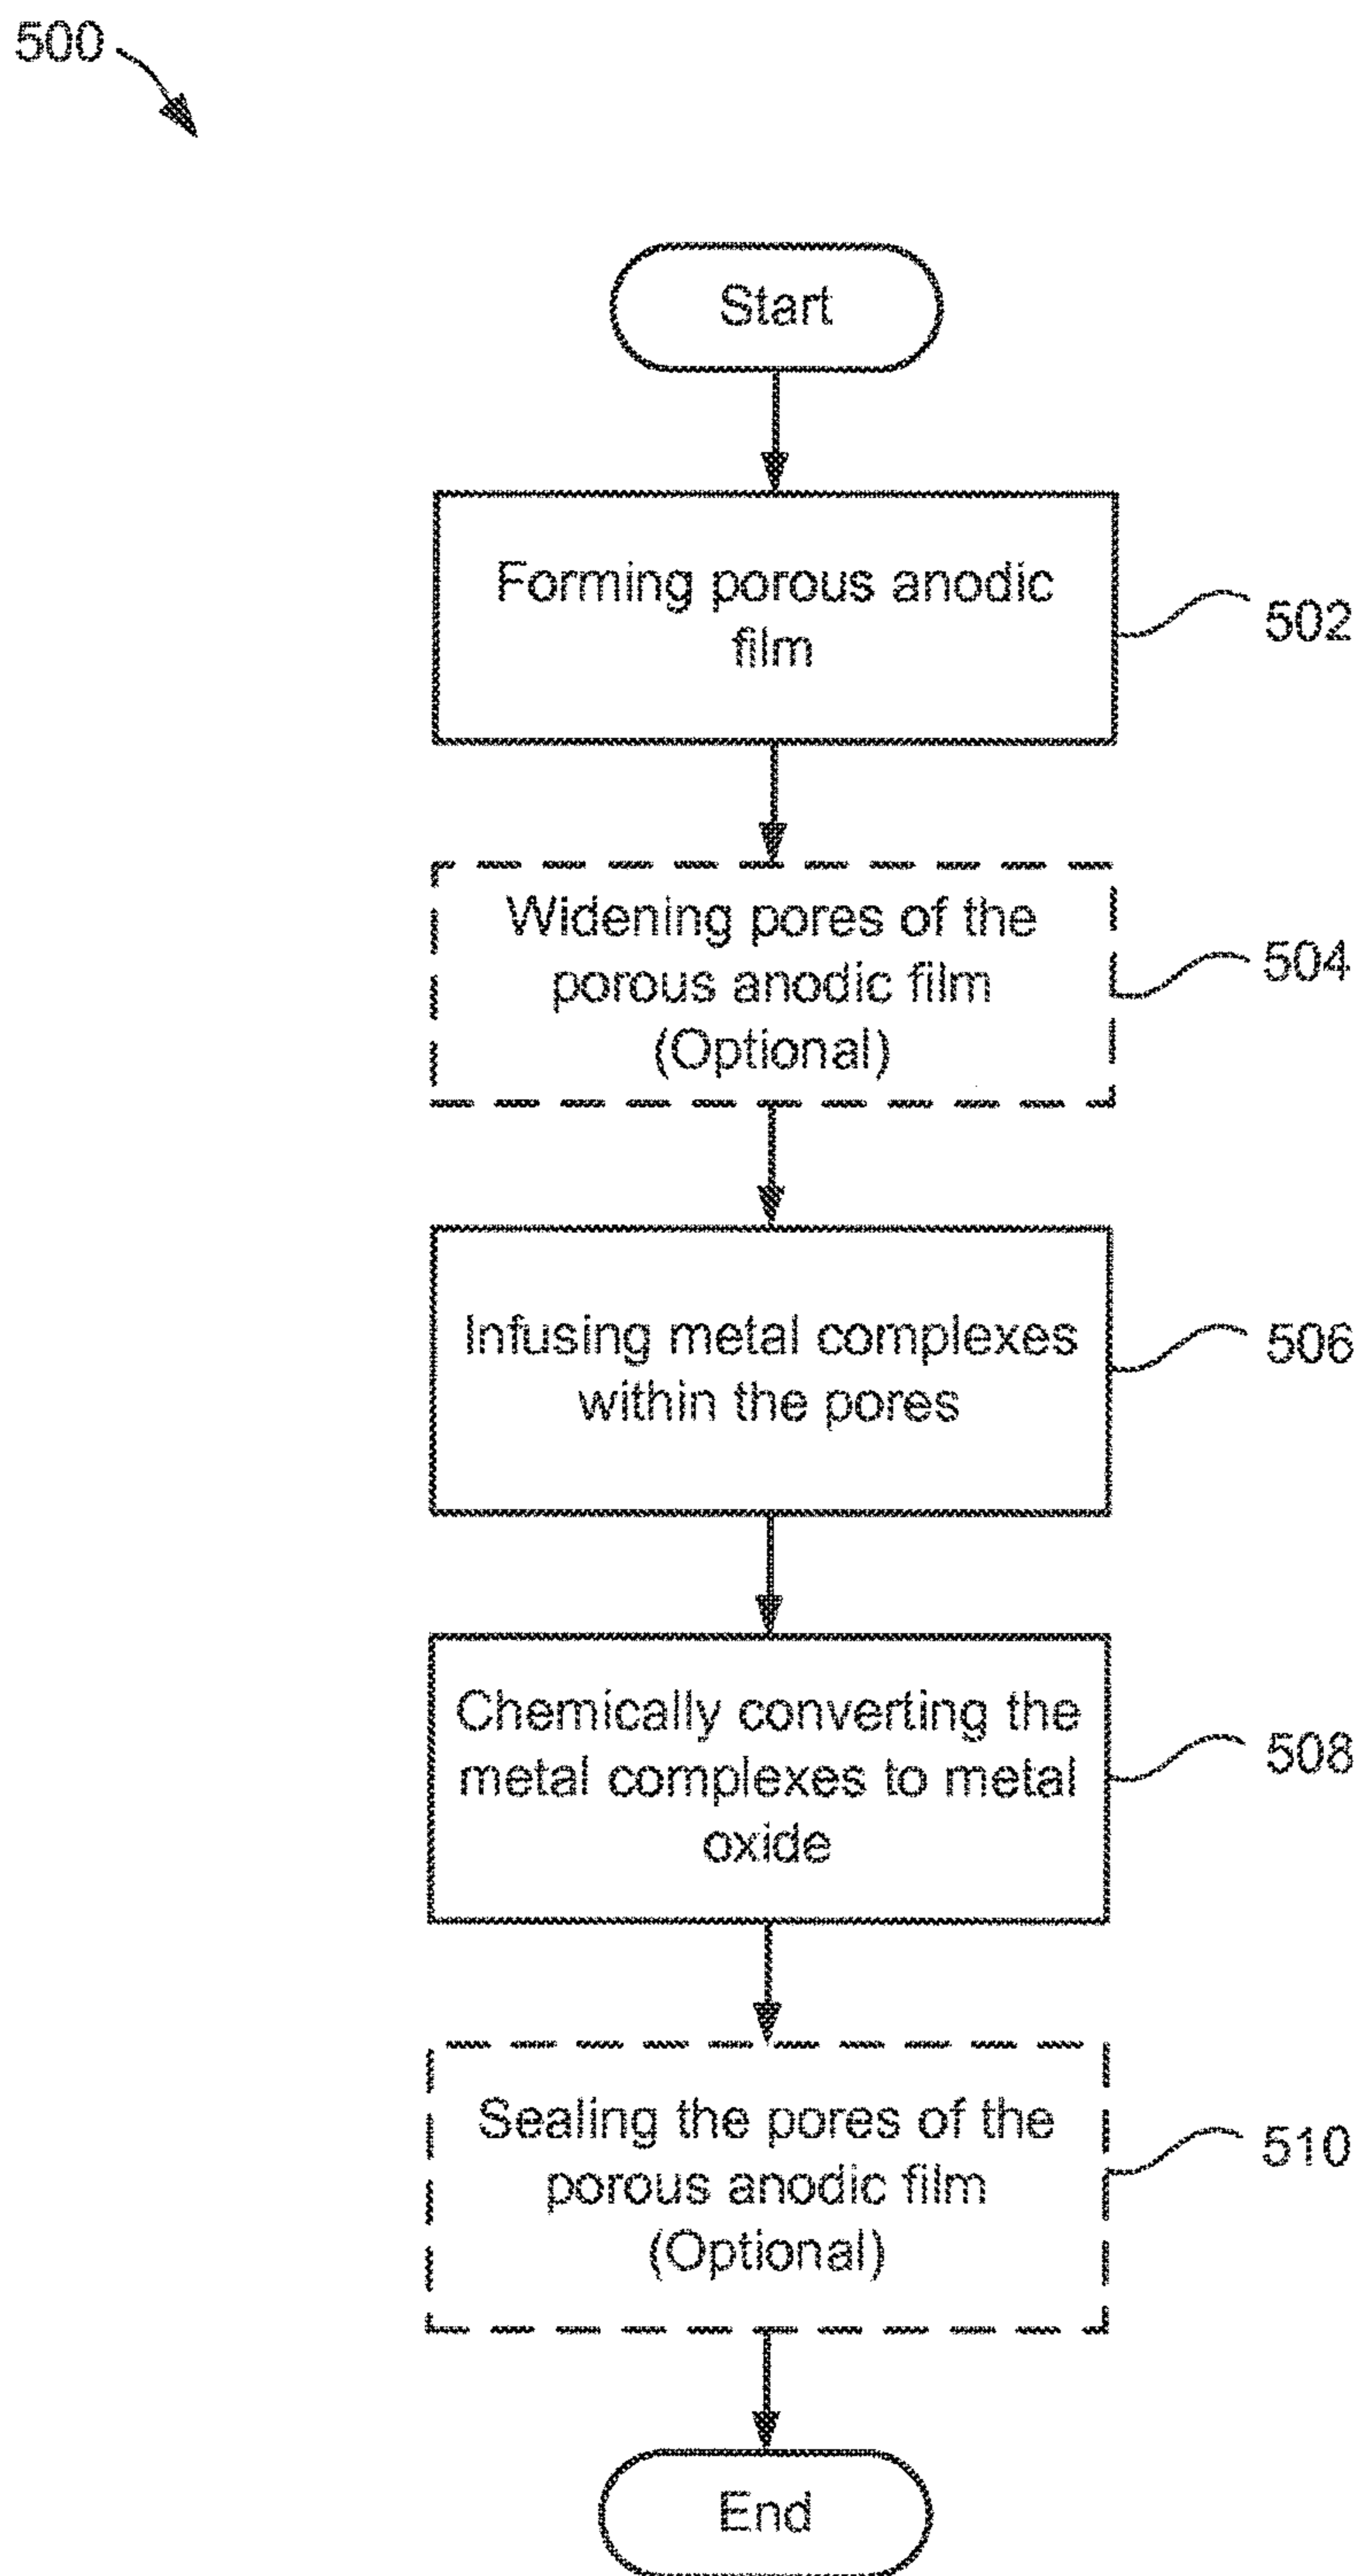 500
Start
Forming porous anodic
film
502
Widening pores of the
porous anodic film
(Optional)
504
Infusing metal complexes
within the pores
506
Chemically converting the
metal complexes to metal
oxide
508
Sealing the pores of the
porous anodic film
(Optional)
510
End